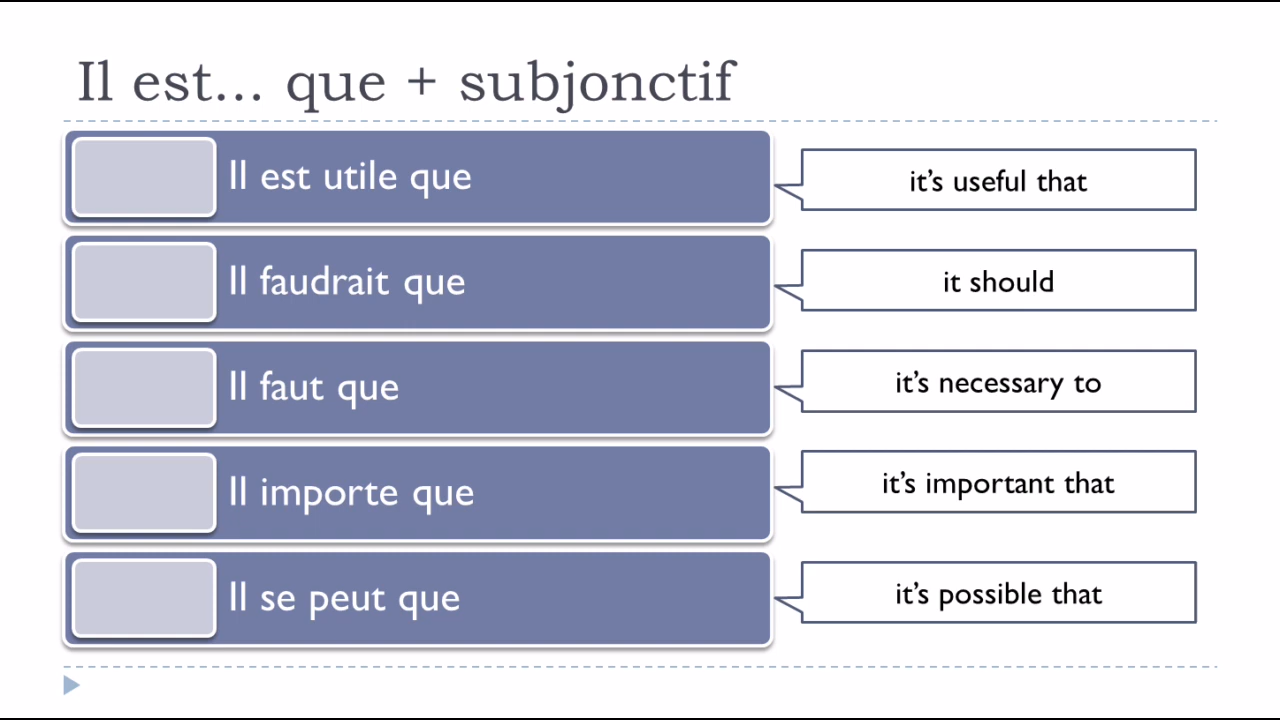 Il est... que + subjonctif
Il est utile que
it’s useful that
Il faudrait que
it should
Il faut que
it’s necessary to
Il importe que
it’s important that
Il se peut que
it’s possible that